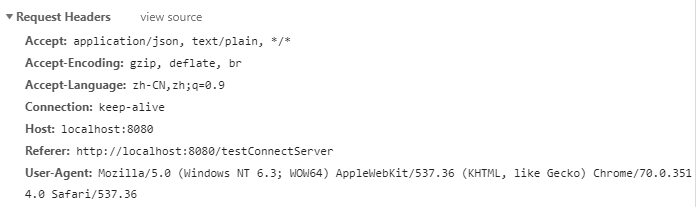 Request Headers view source
Accept: application/json, text/plain, */*
Accept-Encoding: gzip, deflate, br
Accept-Language: zh-CN,zh;q=0.9
Connection: keep-alive
Host: localhost:8080
Referer: http://localhost:8080/testConnectServer
User-Agent: Mozilla/5.0 (Windows NT 6.3; WOW64) AppleWebKit/537.36 (KHTML, like Gecko) Chrome/70.0.351
4.0 Safari/537.36